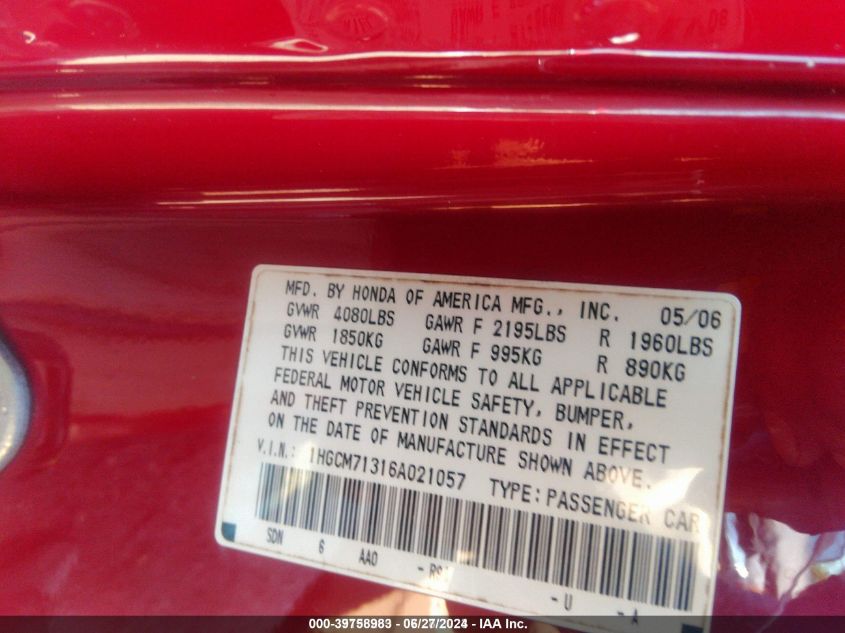 MFD. BY HONDA OF AMERICA MFG., INC. 05/06
GVWR 4080LBS GAWR F 2195LBS R 1960LBS
GVWR 1850KG GAWR F 995KG R 890KG
THIS VEHICLE CONFORMS TO ALL APPLICABLE
FEDERAL MOTOR VEHICLE SAFETY, BUMPER,
AND THEFT PREVENTION STANDARDS IN EFFECT
ON THE DATE OF MANUFACTURE SHOWN ABOVE.
V.I.N.: 1HGCM71316A021057 TYPE: PASSENGER CAR
SDN 6 AAO - U - A
000-39758983 / 06/27/2024 - IAA Inc.